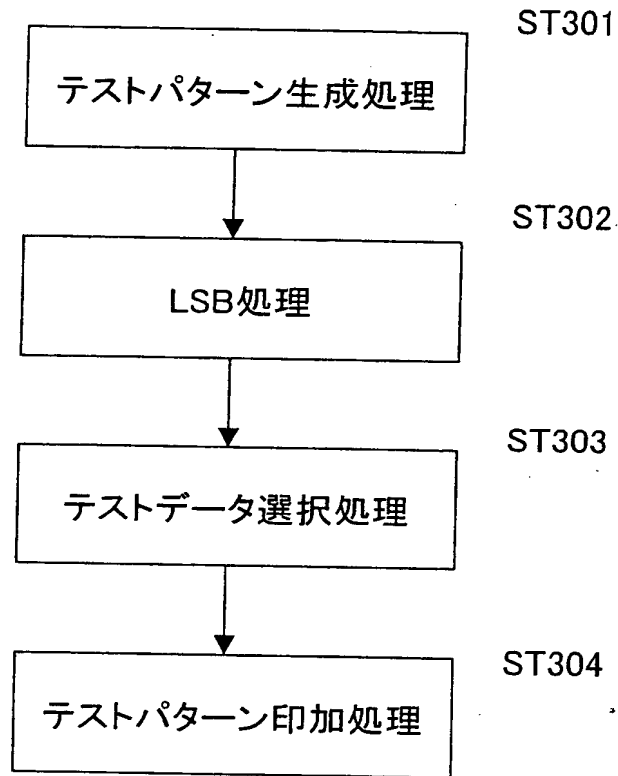 ST301
テストパターン生成処理
ST302
LSB処理
ST303
テストデータ選択処理
ST304
テストパターン印加処理